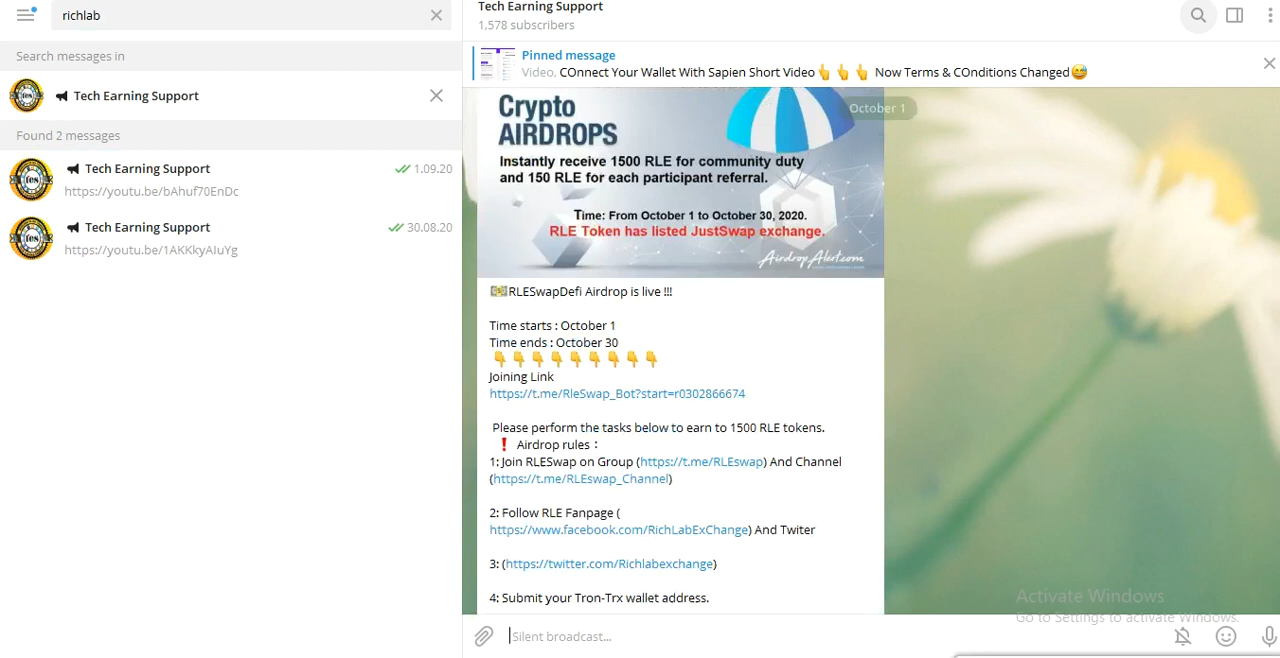 richlab
Search messages in
Tech Earning Support
Found 2 messages
Tech Earning Support
1.09.20
https://youtu.be/bAhuf70EnDc
Tech Earning Support
30.08.20
https://youtu.be/1AKKkyAIuYg
Tech Earning Support
1,578 subscribers
Pinned message
Video, COnnect Your Wallet With Sapien Short Video👆👆👆 Now Terms & COnditions Changed😅
October 1
Crypto
AIRDROPS
Instantly receive 1500 RLE for community duty
and 150 RLE for each participant referral.
Time: From October 1 to October 30, 2020.
RLE Token has listed JustSwap exchange.
AirdropAlert.com
💵RLESwapDefi Airdrop is live !!!
Time starts : October 1
Time ends : October 30
👇👇👇👇👇👇👇👇👇
Joining Link
https://t.me/RleSwap_Bot?start=r0302866674
Please perform the tasks below to earn to 1500 RLE tokens.
❗ Airdrop rules：
1: Join RLESwap on Group (https://t.me/RLEswap) And Channel
(https://t.me/RLEswap_Channel)
2: Follow RLE Fanpage (
https://www.facebook.com/RichLabExChange) And Twiter
3: (https://twitter.com/Richlabexchange)
4: Submit your Tron-Trx wallet address.
Activate Windows
Go to Settings to activate Windows.
Silent broadcast...